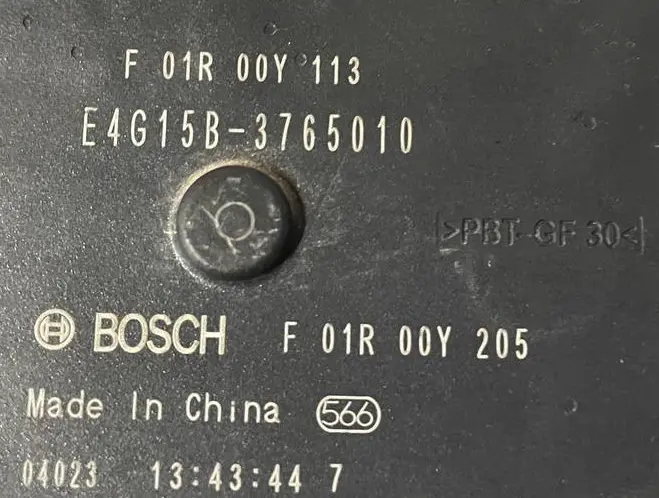 F 01R 00Y 113
E4G15B-3765010
>PBT-GF 30<
BOSCH F 01R 00Y 205
Made In China 566
04023 13:43:44 7